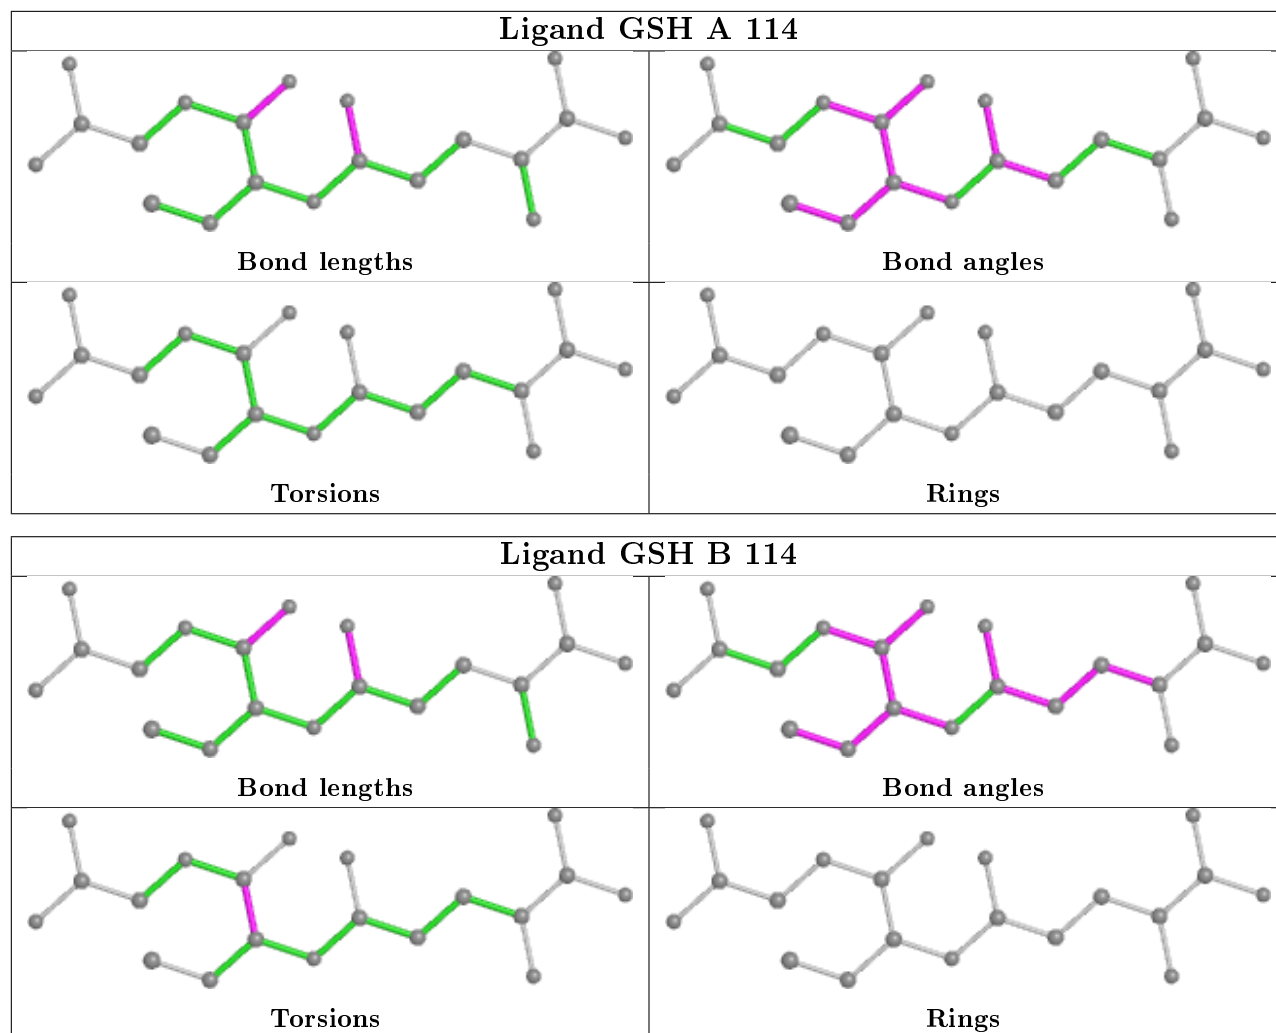 Ligand GSH A 114
Bond lengths
Bond angles
Torsions
Rings
Ligand GSH B 114
Bond lengths
Bond angles
Torsions
Rings